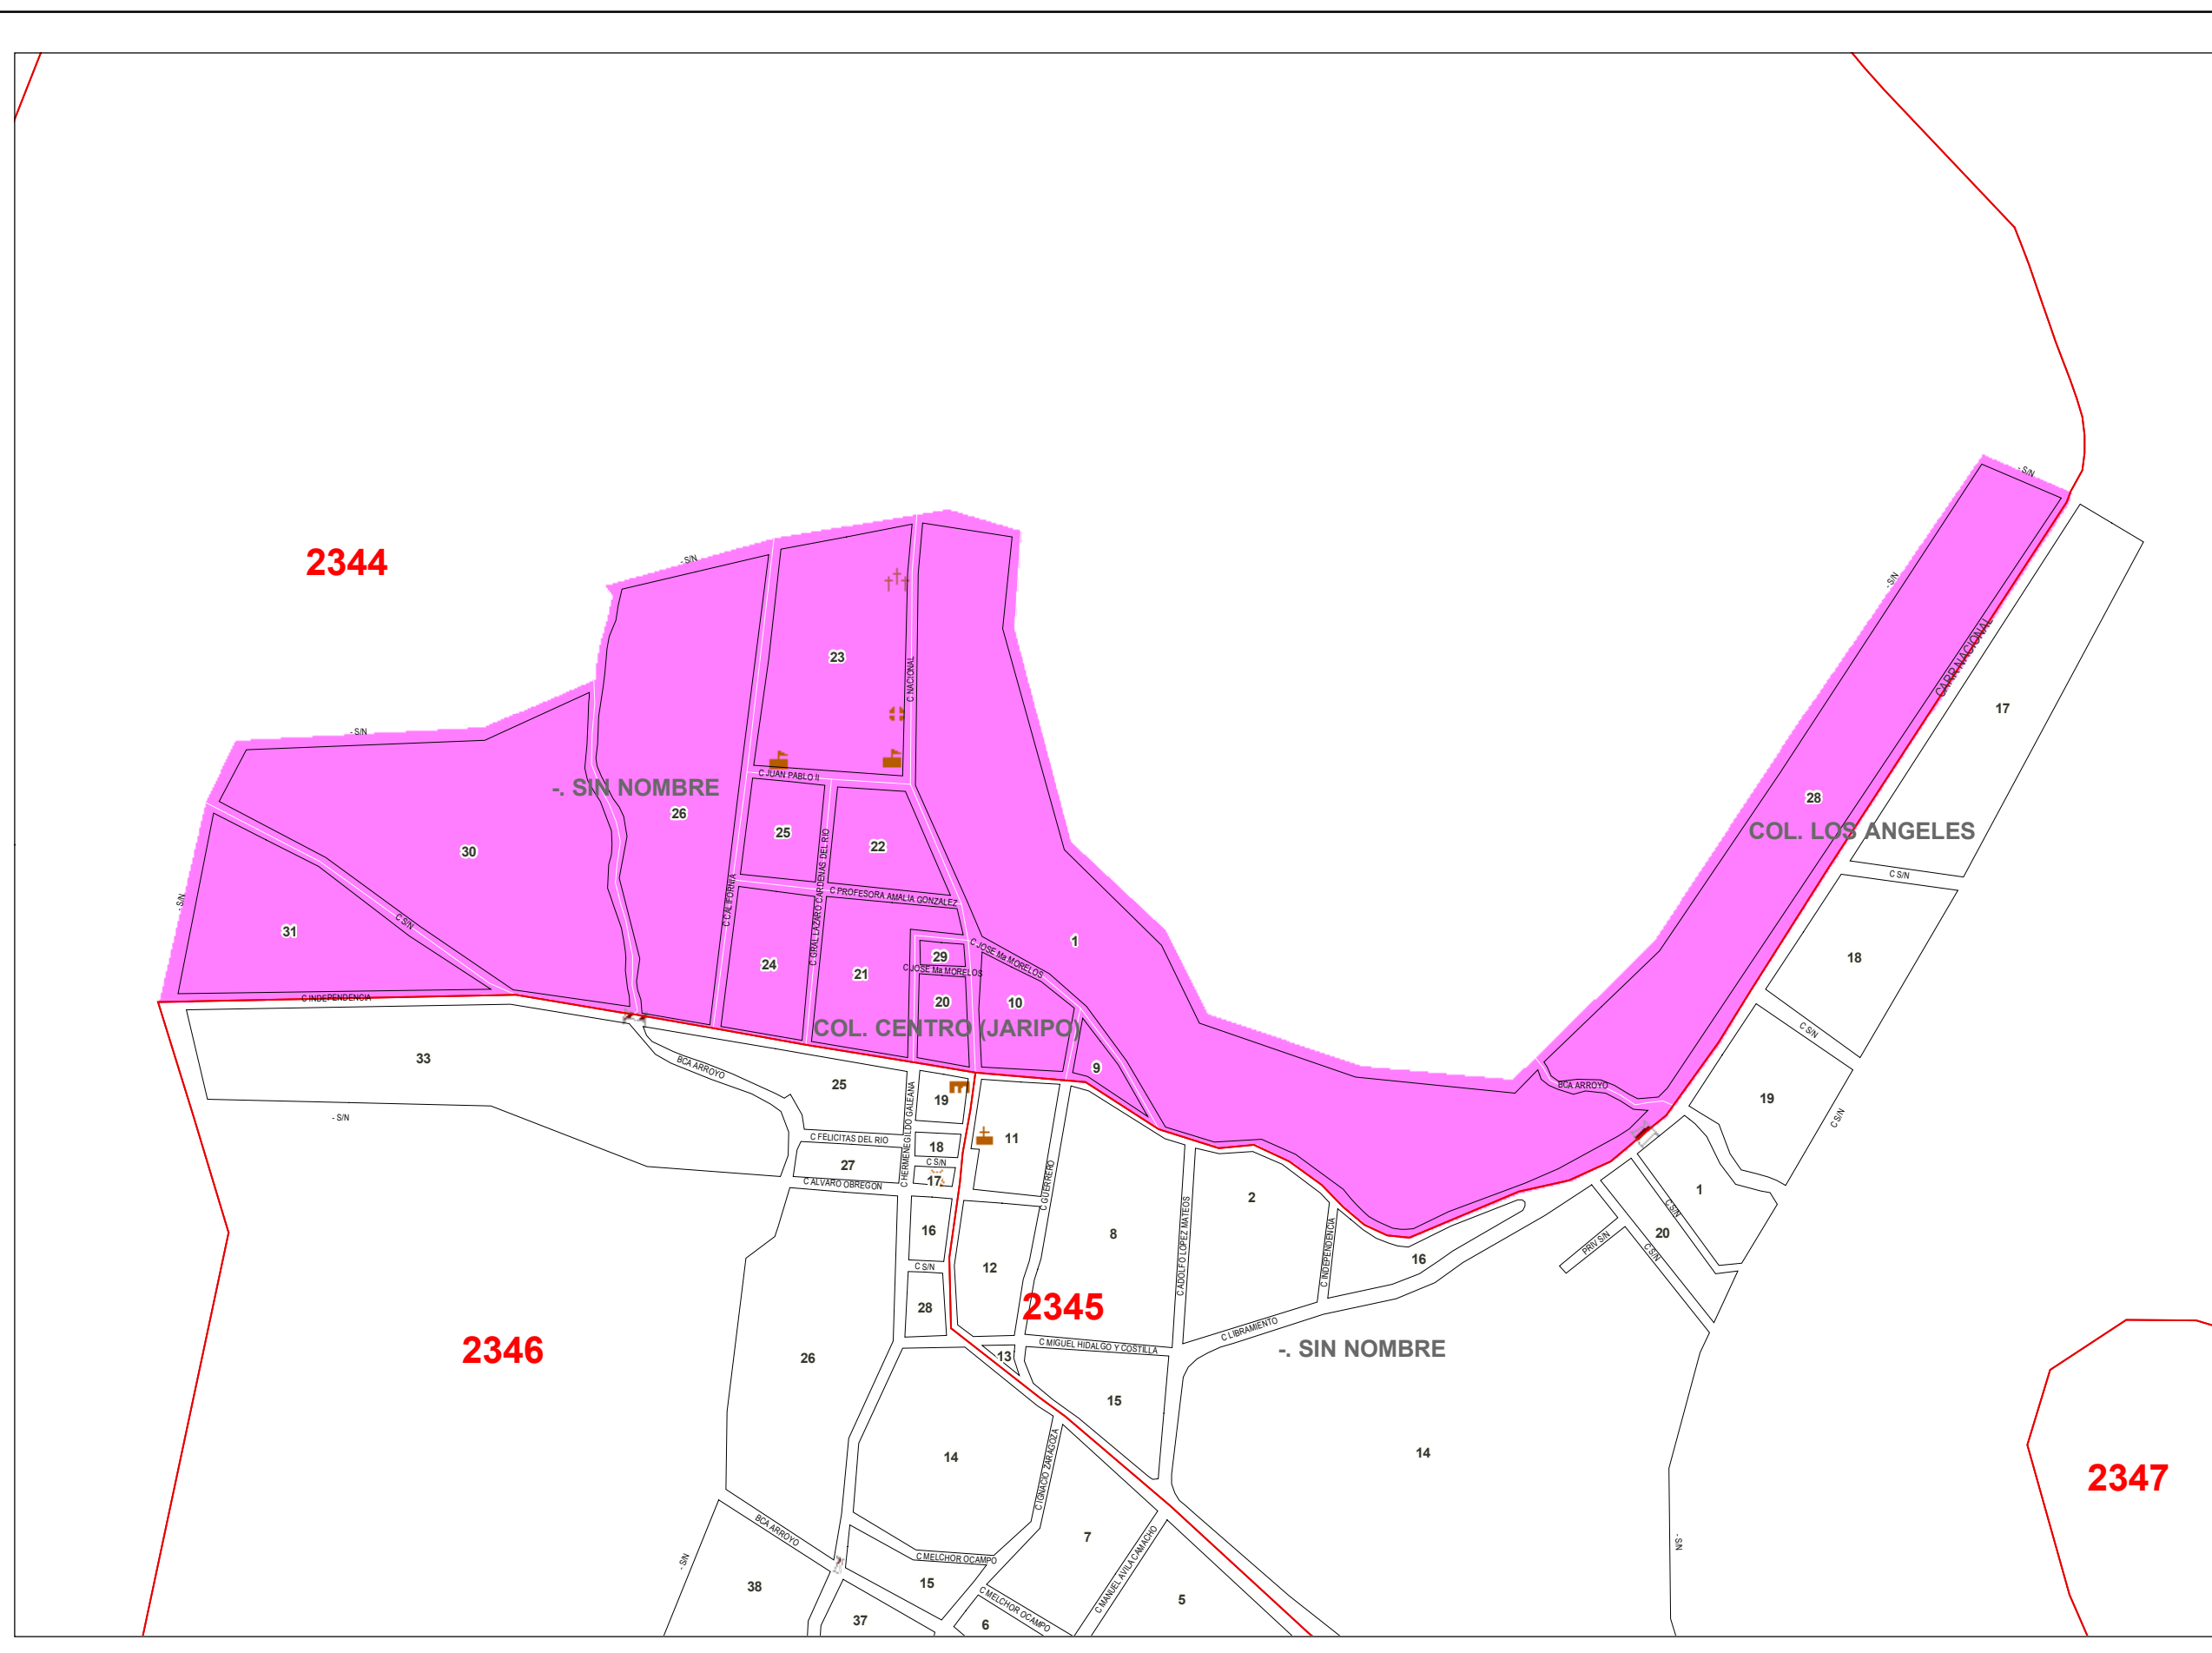 - S/N
- S/N
2344
- S/N
CARR NACIONAL
23
C NACIONAL
17
- S/N
C JUAN PABLO II
-. SIN NOMBRE
28
26
COL. LOS ANGELES
25
22
30
C GRAL LAZARO CARDENAS DEL RIO
C S/N
C CALIFORNIA
C PROFESORA AMALIA GONZALEZ
- S/N
C S/N
31
1
C JOSE Ma MORELOS
29
18
24
C JOSE Ma MORELOS
21
C INDEPENDENCIA
20
10
COL. CENTRO (JARIPO)
C S/N
33
BCA ARROYO
9
25
BCA ARROYO
19
19
- S/N
C HERMENEGILDO GALEANA
C S/N
C FELICITAS DEL RIO
11
18
27
C S/N
17
C ALVARO OBREGON
C GUERRERO
2
1
C S/N
16
8
C ADOLFO LOPEZ MATEOS
C INDEPENDENCIA
20
PRIV S/N
C S/N
16
C S/N
12
28
2345
C LIBRAMIENTO
2346
C MIGUEL HIDALGO Y COSTILLA
-. SIN NOMBRE
26
13
15
14
C IGNACIO ZARAGOZA
14
2347
BCA ARROYO
7
- S/N
- S/N
C MELCHOR OCAMPO
C MANUEL AVILA CAMACHO
38
15
C MELCHOR OCAMPO
5
37
6